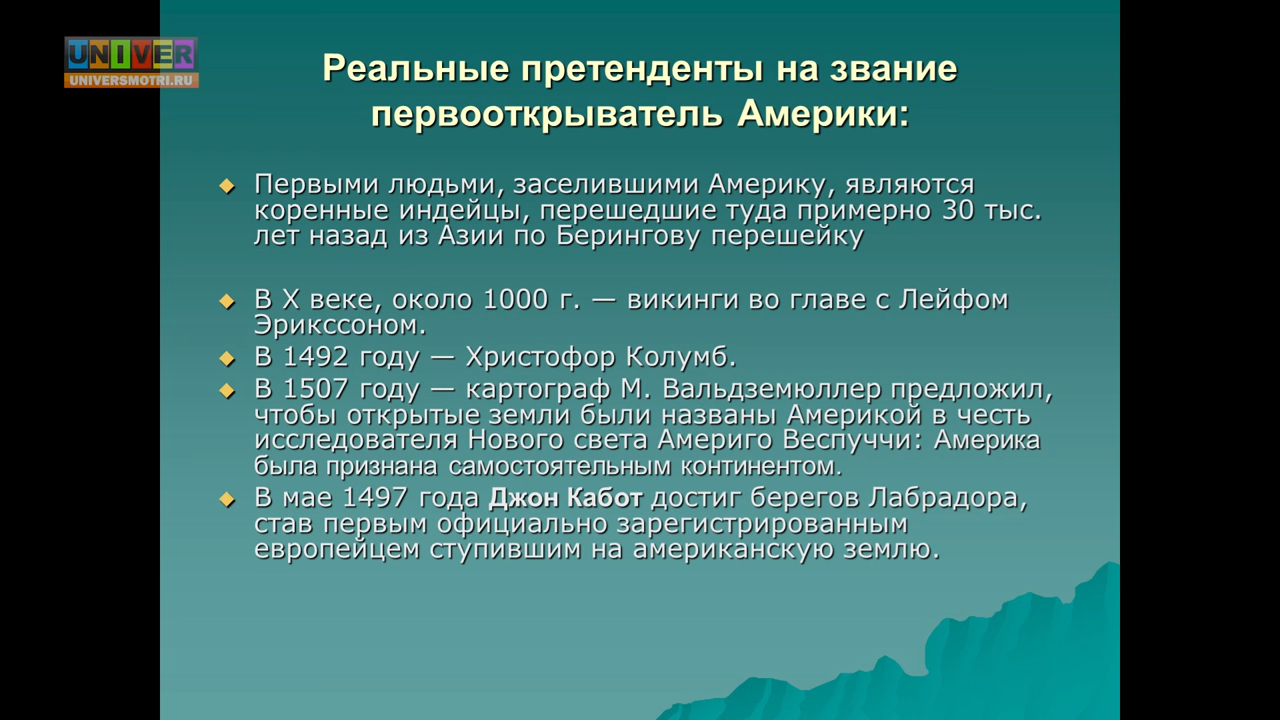 UNIVER
UNIVERSMOTRI.RU
Реальные претенденты на звание
первооткрыватель Америки:
Первыми людьми, заселившими Америку, являются
коренные индейцы, перешедшие туда примерно 30 тыс.
лет назад из Азии по Берингову перешейку
В X веке, около 1000 г. — викинги во главе с Лейфом
Эрикссоном.
В 1492 году — Христофор Колумб.
В 1507 году — картограф М. Вальдземюллер предложил,
чтобы открытые земли были названы Америкой в честь
исследователя Нового света Америго Веспуччи: Америка
была признана самостоятельным континентом.
В мае 1497 года Джон Кабот достиг берегов Лабрадора,
став первым официально зарегистрированным
европейцем ступившим на американскую землю.